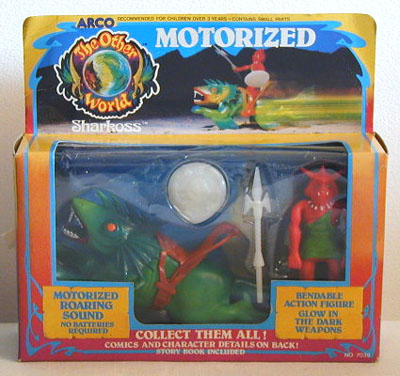 ARCO
RECOMMENDED FOR CHILDREN OVER 3 YEARS - CONTAINS SMALL PARTS
MOTORIZED
The Other
World
Sharkoss™
MOTORIZED
ROARING
SOUND
NO BATTERIES
REQUIRED
BENDABLE
ACTION FIGURE
GLOW IN
THE DARK
WEAPONS
COLLECT THEM ALL!
COMICS AND CHARACTER DETAILS ON BACK!
STORY BOOK INCLUDED